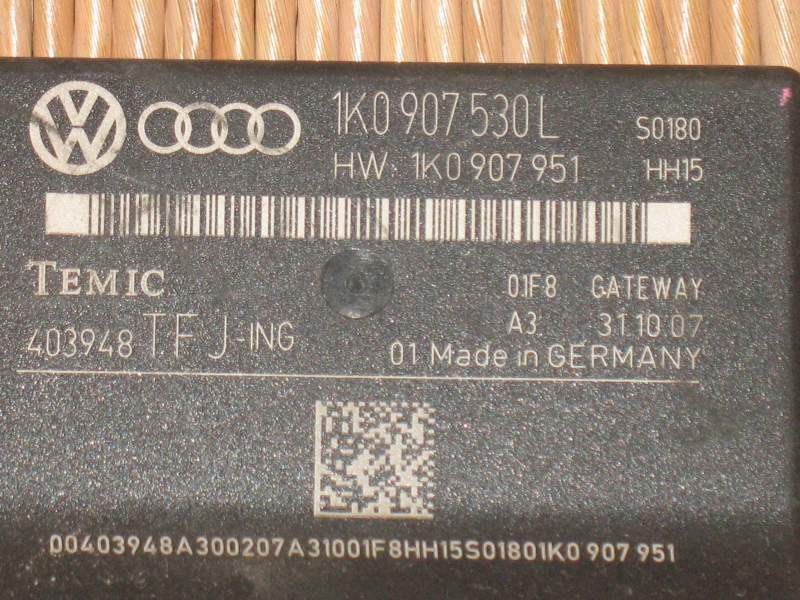 1K0 907 530 L S0180
HW: 1K0 907 951 HH15
TEMIC 01F8 GATEWAY
A3 31 10 07
403948 TFJ-ING
01 Made in GERMANY
00403948A300207A31001F8HH15S01801K0 907 951